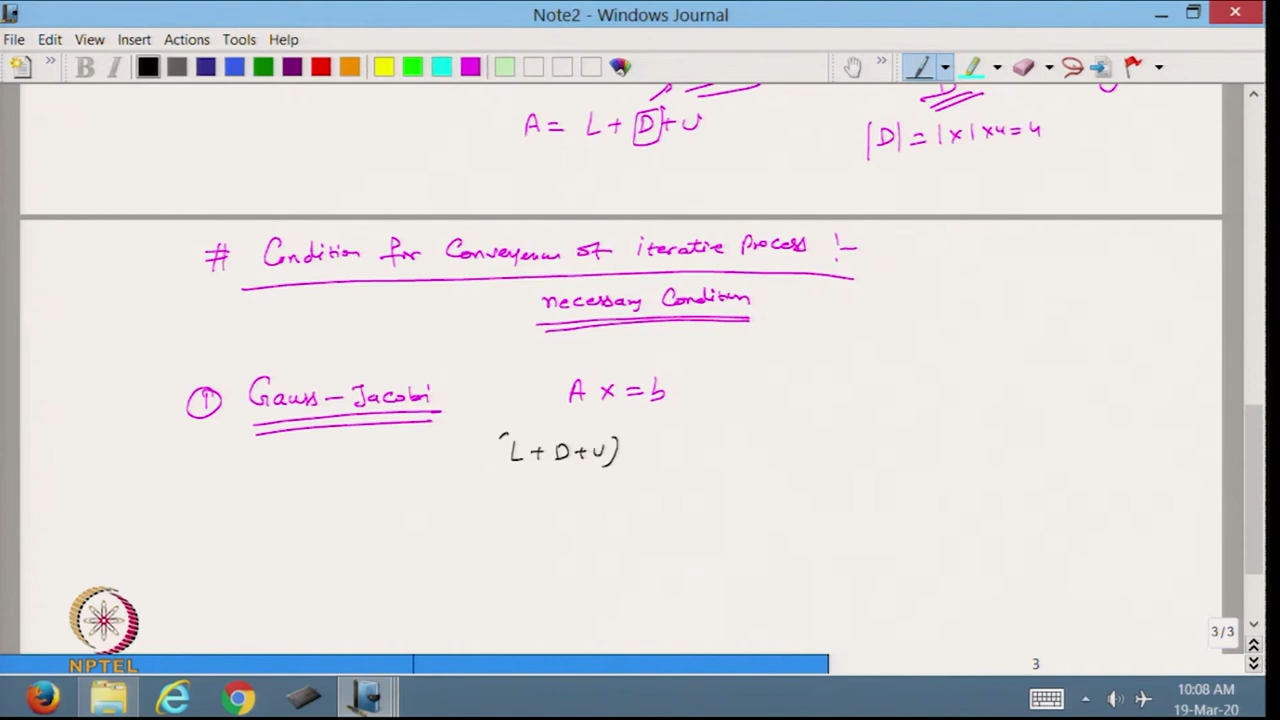 Note2 - Windows Journal
File Edit View Insert Actions Tools Help
A = L + D + U
|D| = 1 x 1 x 4 = 4
# Condition for Convergence of iterative Process :-
necessary Condition
① Gauss - Jacobi
A x = b
(L + D + U)
NPTEL
3/3
3
10:08 AM
19-Mar-20